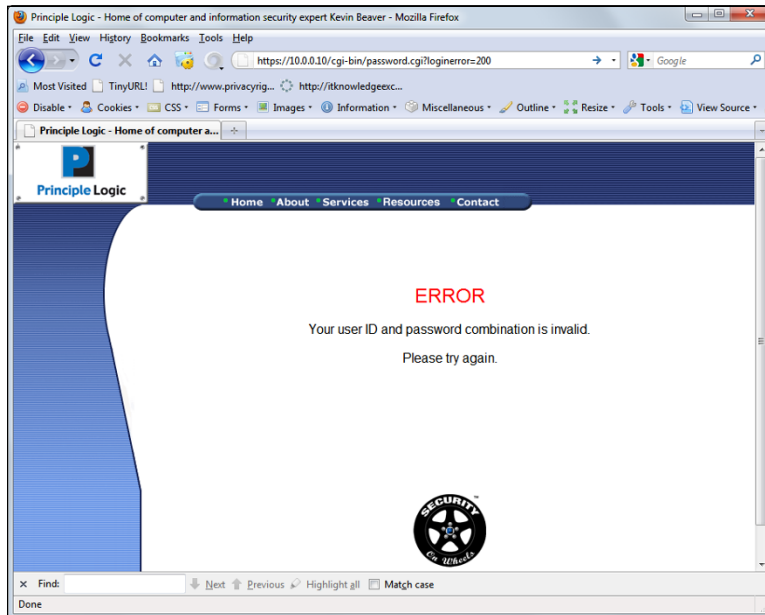 Principle Logic - Home of computer and information security expert Kevin Beaver - Mozilla Firefox
File Edit View History Bookmarks Tools Help
https://10.0.0.10/cgi-bin/password.cgi?loginerror=200 Google
Most Visited TinyURL! http://www.privacyrig... http://itknowledgeexc...
Disable Cookies CSS Forms Images Information Miscellaneous Outline Resize Tools View Source
Principle Logic - Home of computer a...
Principle Logic
Home About Services Resources Contact
ERROR
Your user ID and password combination is invalid.
Please try again.
SECURITY
On Wheels
× Find: Next Previous Highlight all Match case
Done